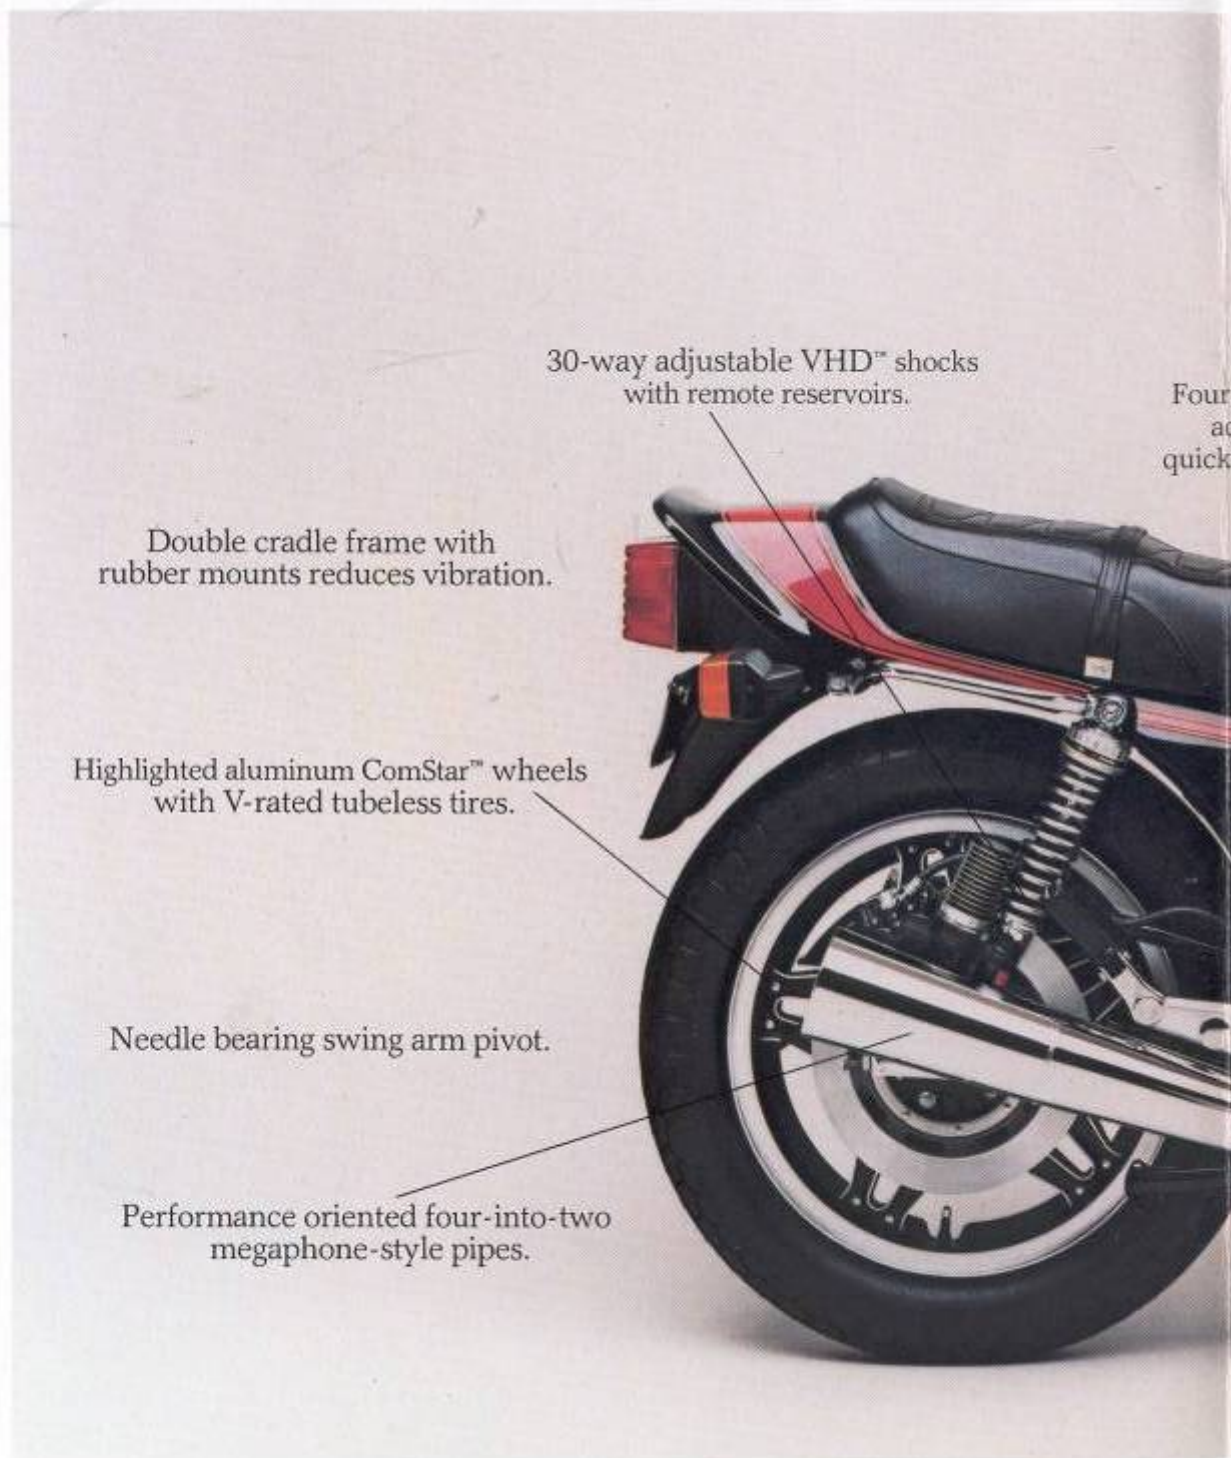 30-way adjustable VHD™ shocks
with remote reservoirs.
Four
quick
Double cradle frame with
rubber mounts reduces vibration.
Highlighted aluminum ComStar™ wheels
with V-rated tubeless tires.
Needle bearing swing arm pivot.
Performance oriented four-into-two
megaphone-style pipes.